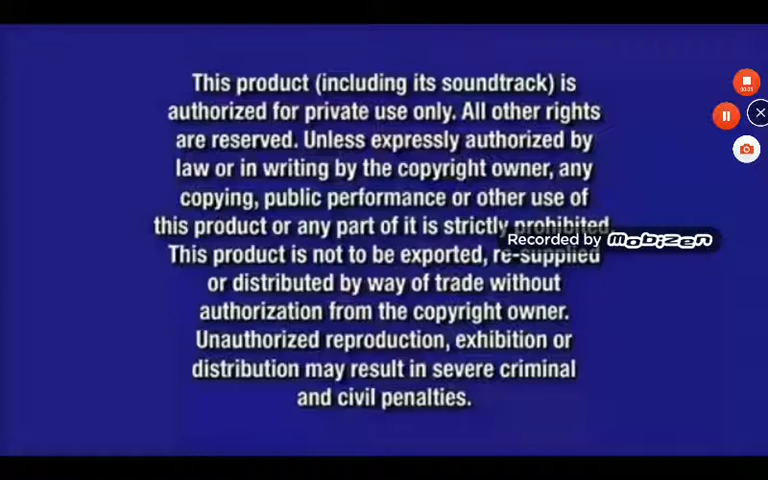 This product (including its soundtrack) is
authorized for private use only. All other rights
are reserved. Unless expressly authorized by
law or in writing by the copyright owner, any
copying, public performance or other use of
this product or any part of it is strictly prohibited.
Recorded by mobizen
This product is not to be exported, re-supplied
or distributed by way of trade without
authorization from the copyright owner.
Unauthorized reproduction, exhibition or
distribution may result in severe criminal
and civil penalties.